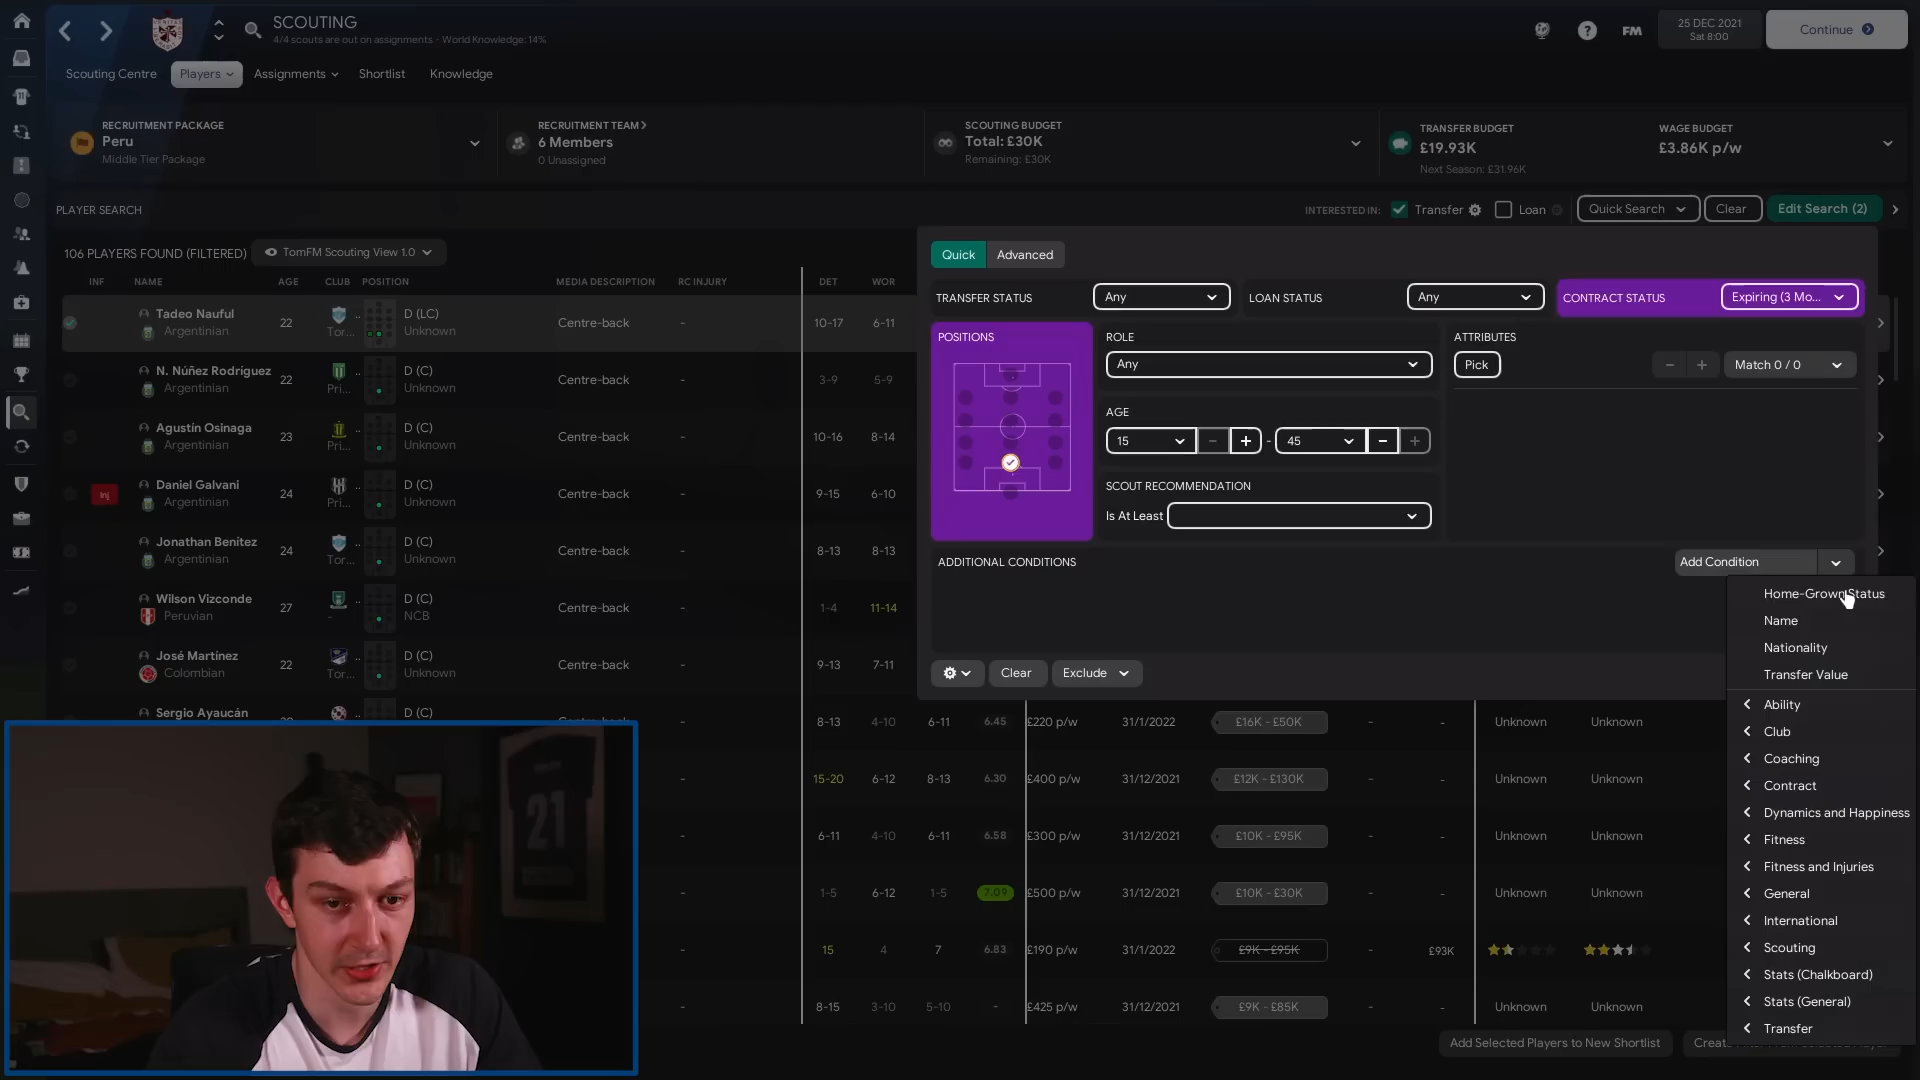 SCOUTING
4/4 scouts are out on assignments - World Knowledge: 14%
FM
25 DEC 2021
Sat 8:00
Continue
Scouting Centre
Players
Assignments
Shortlist
Knowledge
RECRUITMENT PACKAGE
Peru
Middle Tier Package
RECRUITMENT TEAM >
6 Members
0 Unassigned
SCOUTING BUDGET
Total: £30K
Remaining: £30K
TRANSFER BUDGET
£19.93K
Next Season: £31.96K
WAGE BUDGET
£3.86K p/w
PLAYER SEARCH
INTERESTED IN:
Transfer
Loan
Quick Search
Clear
Edit Search (2)
106 PLAYERS FOUND (FILTERED)
TomFM Scouting View 1.0
INF NAME AGE CLUB POSITION MEDIA DESCRIPTION RC INJURY DET WOR
Tadeo Nauful
Argentinian
22
Tor...
D (LC)
Unknown
Centre-back
-
10-17
6-11
N. Núñez Rodríguez
Argentinian
22
Pri...
D (C)
Unknown
Centre-back
-
3-9
5-9
Agustín Osinaga
Argentinian
23
Pri...
D (C)
Unknown
Centre-back
-
10-16
8-14
Inj
Daniel Galvani
Argentinian
24
Pri...
D (C)
Unknown
Centre-back
-
9-15
6-10
Jonathan Benítez
Argentinian
24
Tor...
D (C)
Unknown
Centre-back
-
8-13
8-13
Wilson Vizconde
Peruvian
27
-
D (C)
NCB
Centre-back
-
1-4
11-14
José Martínez
Colombian
22
Tor...
D (C)
Unknown
Centre-back
-
9-13
7-11
Sergio Ayaucán
D (C)
- 8-13 4-10 6-11 6.45 £220 p/w 31/1/2022 £16K - £50K - - Unknown Unknown
- 15-20 6-12 8-13 6.30 £400 p/w 31/12/2021 £12K - £130K - - Unknown Unknown
- 6-11 4-10 6-11 6.58 £300 p/w 31/12/2021 £10K - £95K - - Unknown Unknown
- 1-5 6-12 1-5 7.09 £500 p/w 31/12/2021 £10K - £30K - - Unknown Unknown
- 15 4 7 6.83 £190 p/w 31/1/2022 £9K - £95K - £93K
- 8-15 3-10 5-10 - £425 p/w 31/12/2021 £9K - £85K - - Unknown Unknown
Quick
Advanced
TRANSFER STATUS
Any
LOAN STATUS
Any
CONTRACT STATUS
Expiring (3 Mo...
POSITIONS
ROLE
Any
AGE
15 - + - 45 - +
SCOUT RECOMMENDATION
Is At Least
ATTRIBUTES
Pick
- +
Match 0 / 0
ADDITIONAL CONDITIONS
Add Condition
Clear
Exclude
Home-Grown Status
Name
Nationality
Transfer Value
Ability
Club
Coaching
Contract
Dynamics and Happiness
Fitness
Fitness and Injuries
General
International
Scouting
Stats (Chalkboard)
Stats (General)
Transfer
Add Selected Players to New Shortlist
21